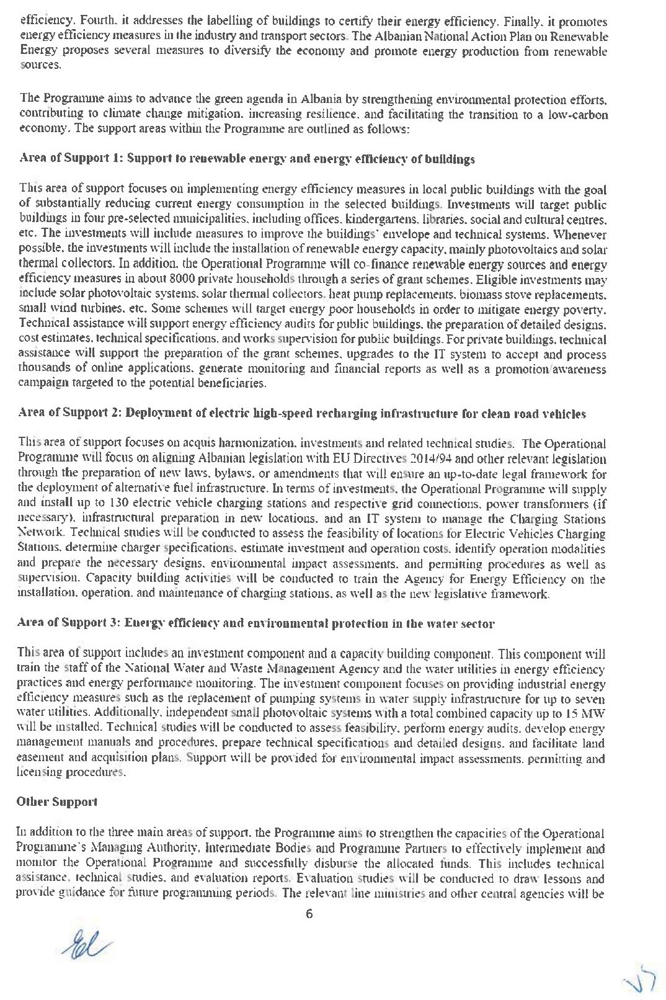 efficiency. Fourth, it addresses the labelling of buildings to certify their energy efficiency. Finally, it promotes
energy efficiency measures in the industry and transport sectors. The Albanian National Action Plan on Renewable
Energy proposes several measures to diversify the economy and promote energy production from renewable
sources.
The Programme aims to advance the green agenda in Albania by strengthening environmental protection efforts,
contributing to climate change mitigation, increasing resilience, and facilitating the transition to a low-carbon
economy. The support areas within the Programme are outlined as follows:
Area of Support 1: Support to renewable energy and energy efficiency of buildings
This area of support focuses on implementing energy efficiency measures in local public buildings with the goal
of substantially reducing current energy consumption in the selected buildings. Investments will target public
buildings in four pre-selected municipalities, including offices, kindergartens, libraries, social and cultural centres,
etc. The investments will include measures to improve the buildings' envelope and technical systems. Whenever
possible, the investments will include the installation of renewable energy capacity, mainly photovoltaics and solar
thermal collectors. In addition, the Operational Programme will co-finance renewable energy sources and energy
efficiency measures in about 8000 private households through a series of grant schemes. Eligible investments may
include solar photovoltaic systems, solar thermal collectors, heat pump replacements, biomass stove replacements,
small wind turbines, etc. Some schemes will target energy poor households in order to mitigate energy poverty.
Technical assistance will support energy efficiency audits for public buildings, the preparation of detailed designs,
cost estimates, technical specifications, and works supervision for public buildings. For private buildings, technical
assistance will support the preparation of the grant schemes, upgrades to the IT system to accept and process
thousands of online applications, generate monitoring and financial reports as well as a promotion/awareness
campaign targeted to the potential beneficiaries.
Area of Support 2: Deployment of electric high-speed recharging infrastructure for clean road vehicles
This area of support focuses on acquis harmonization, investments and related technical studies. The Operational
Programme will focus on aligning Albanian legislation with EU Directives 2014/94 and other relevant legislation
through the preparation of new laws, bylaws, or amendments that will ensure an up-to-date legal framework for
the deployment of alternative fuel infrastructure. In terms of investments, the Operational Programme will supply
and install up to 130 electric vehicle charging stations and respective grid connections, power transformers (if
necessary), infrastructural preparation in new locations, and an IT system to manage the Charging Stations
Network. Technical studies will be conducted to assess the feasibility of locations for Electric Vehicles Charging
Stations, determine charger specifications, estimate investment and operation costs, identify operation modalities
and prepare the necessary designs, environmental impact assessments, and permitting procedures as well as
supervision. Capacity building activities will be conducted to train the Agency for Energy Efficiency on the
installation, operation, and maintenance of charging stations, as well as the new legislative framework.
Area of Support 3: Energy efficiency and environmental protection in the water sector
This area of support includes an investment component and a capacity building component. This component will
train the staff of the National Water and Waste Management Agency and the water utilities in energy efficiency
practices and energy performance monitoring. The investment component focuses on providing industrial energy
efficiency measures such as the replacement of pumping systems in water supply infrastructure for up to seven
water utilities. Additionally, independent small photovoltaic systems with a total combined capacity up to 15 MW
will be installed. Technical studies will be conducted to assess feasibility, perform energy audits, develop energy
management manuals and procedures, prepare technical specifications and detailed designs, and facilitate land
easement and acquisition plans. Support will be provided for environmental impact assessments, permitting and
licensing procedures.
Other Support
In addition to the three main areas of support, the Programme aims to strengthen the capacities of the Operational
Programme's Managing Authority, Intermediate Bodies and Programme Partners to effectively implement and
monitor the Operational Programme and successfully disburse the allocated funds. This includes technical
assistance, technical studies, and evaluation reports. Evaluation studies will be conducted to draw lessons and
provide guidance for future programming periods. The relevant line ministries and other central agencies will be
6